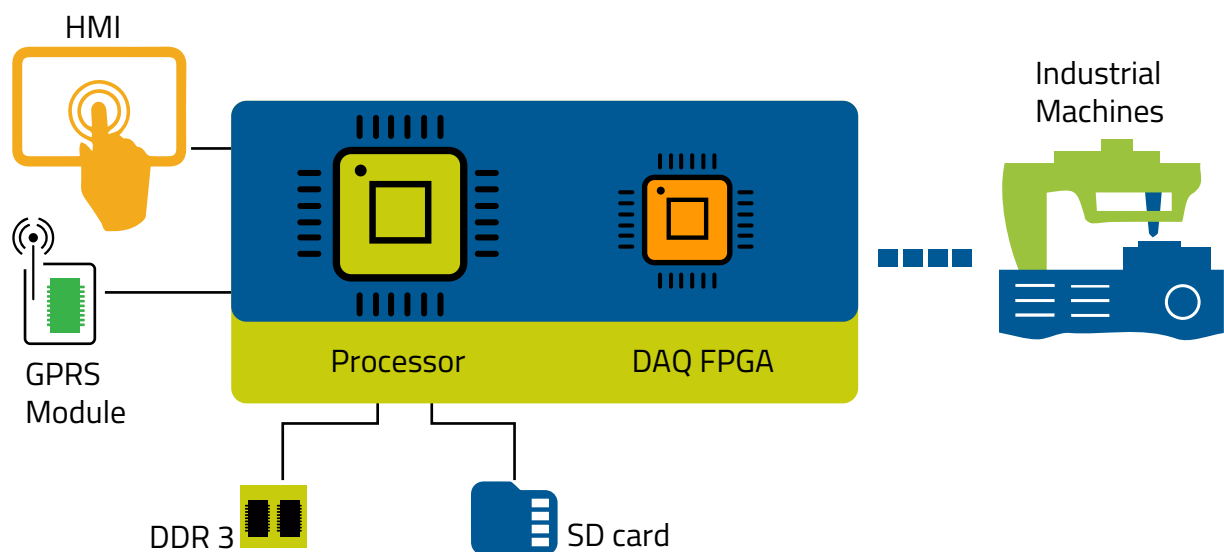 HMI
Industrial
Machines
GPRS
Module
Processor
DAQ FPGA
DDR 3
SD card